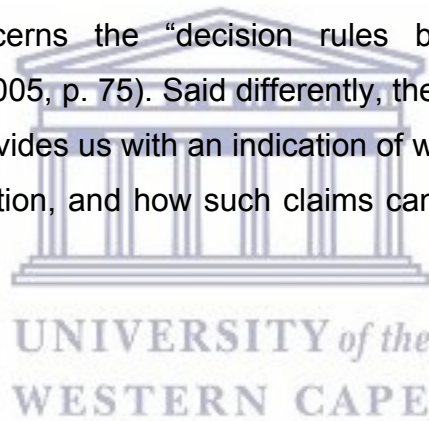 cerns the “decision rules b
005, p. 75). Said differently, the
vides us with an indication of w
tion, and how such claims can
UNIVERSITY of the
WESTERN CAPE